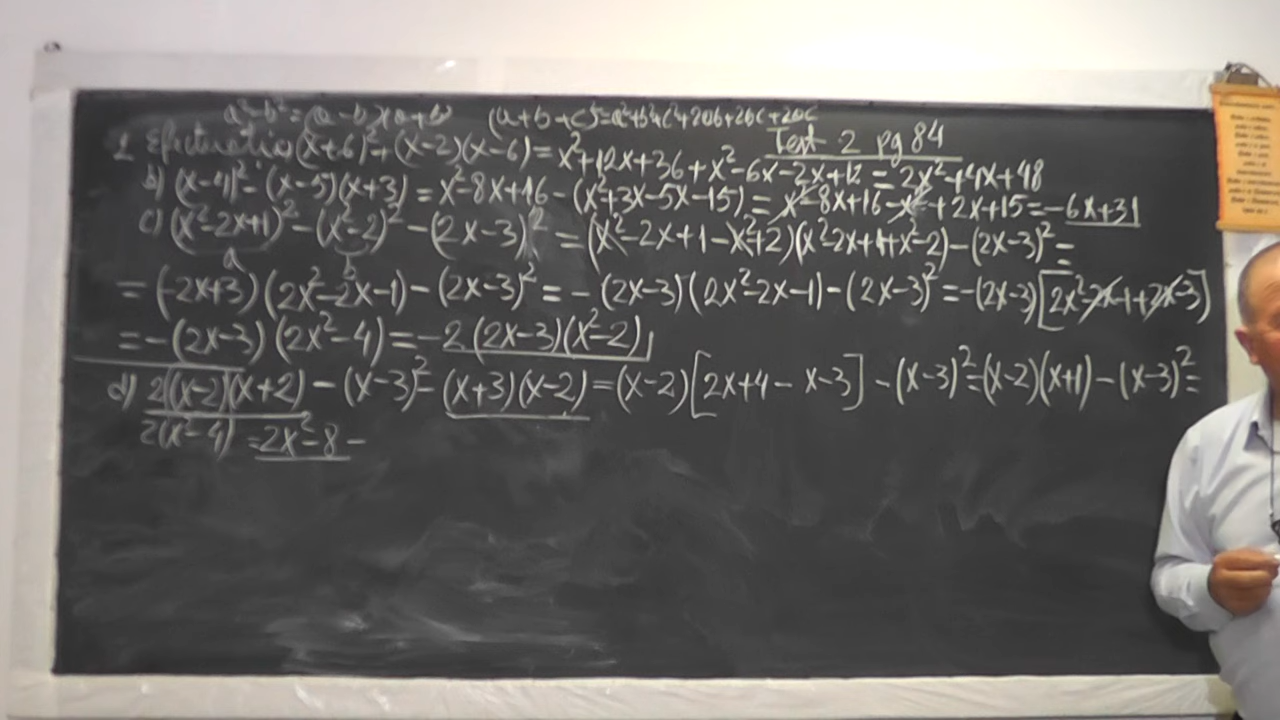 a²-b²=(a-b)(a+b) (a+b+c)²=a²+b²+c²+2ab+2bc+2ac
Test 2 pg 84
1 Efectuati a) (x+6)²+(x-2)(x-6)=x²+12x+36+x²-6x-2x+12=2x²+4x+48
b) (x-4)²-(x-5)(x+3)=x²-8x+16-(x²+3x-5x-15)=x²-8x+16-x²+2x+15=-6x+31
c) (x²-2x+1)²-(x²-2)²-(2x-3)²=(x²-2x+1-x²+2)(x²-2x+1+x²-2)-(2x-3)²=
a b
=(-2x+3)(2x²-2x-1)-(2x-3)²=-(2x-3)(2x²-2x-1)-(2x-3)²=-(2x-3)[2x²-2x-1+2x-3]
=-(2x-3)(2x²-4)=-2(2x-3)(x²-2)
d) 2(x-2)(x+2)-(x-3)²-(x+3)(x-2)=(x-2)[2x+4-x-3]-(x-3)²=(x-2)(x+1)-(x-3)²=
2(x²-4)=2x²-8-